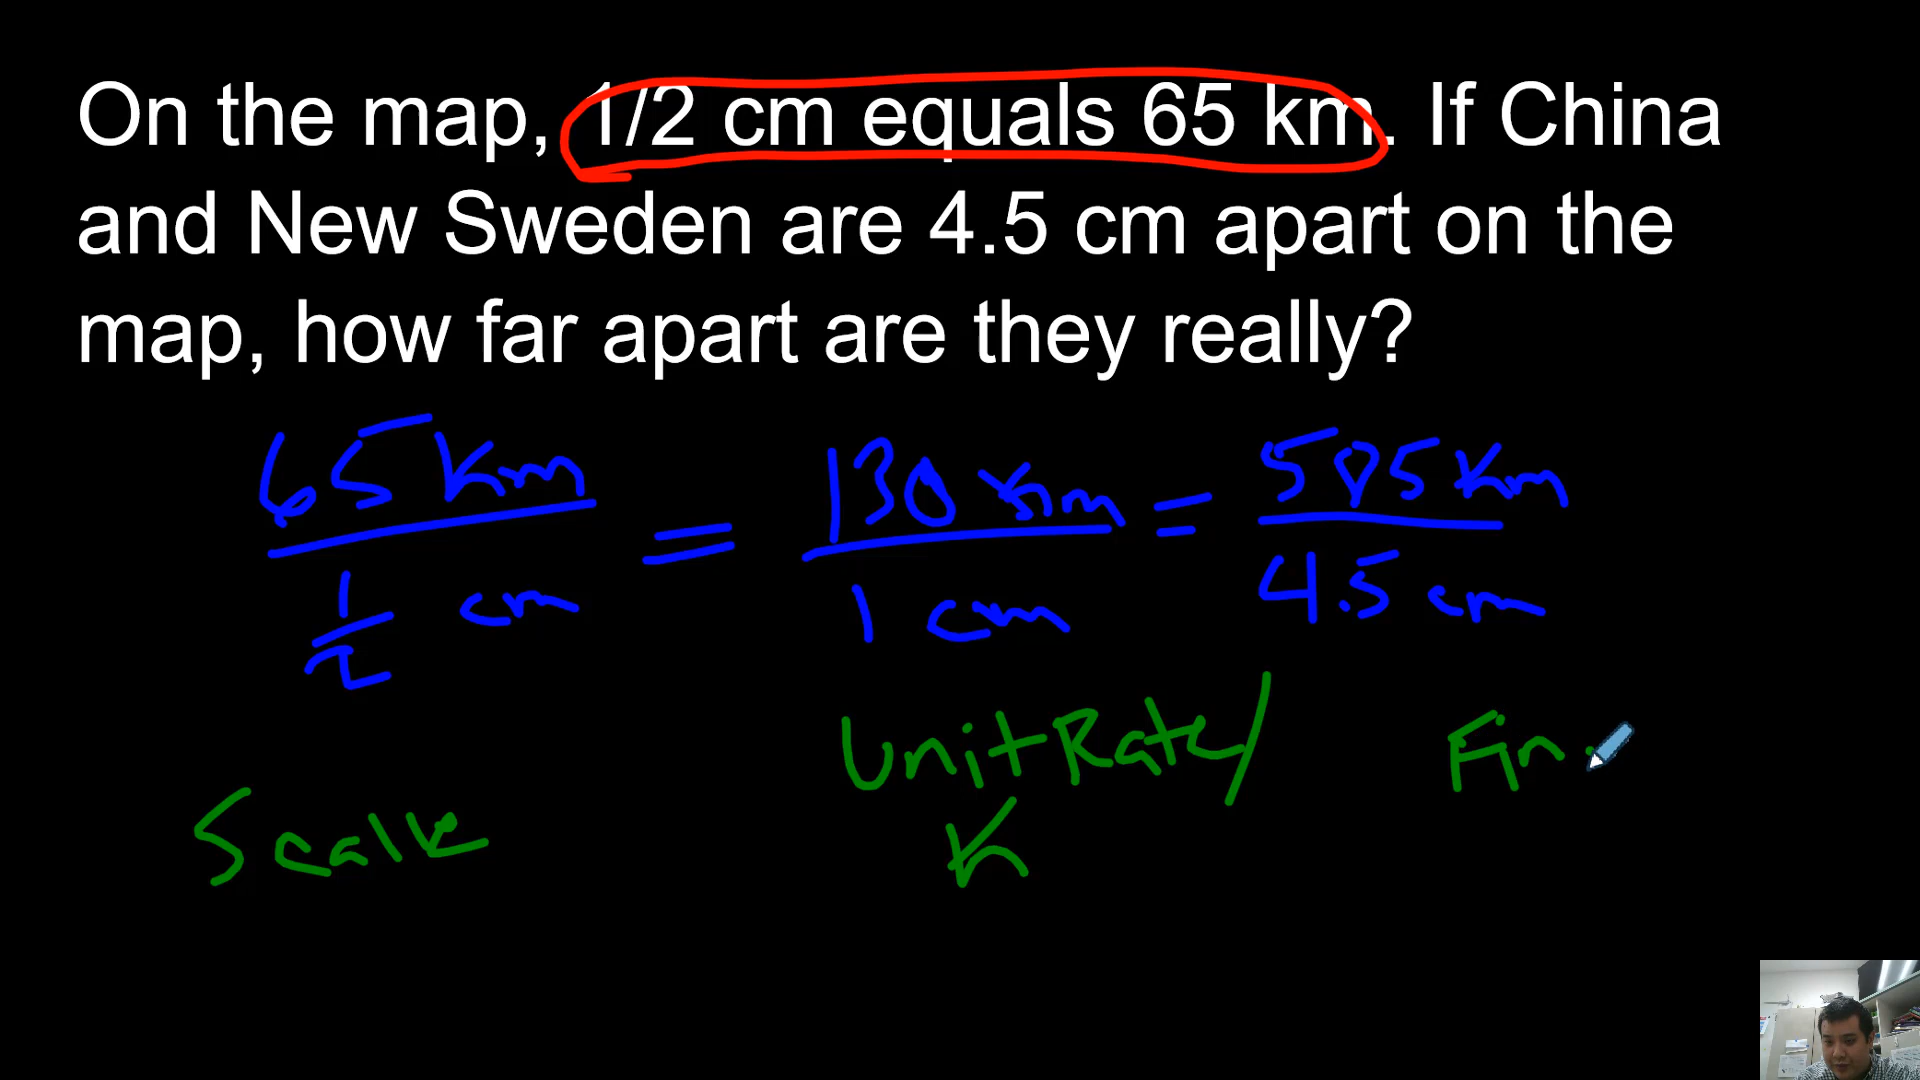 On the map, 1/2 cm equals 65 km. If China
and New Sweden are 4.5 cm apart on the
map, how far apart are they really?
65 km = 130 km = 585 km
1/2 cm 1 cm 4.5 cm
Unit Rate/ Fin
Scale K